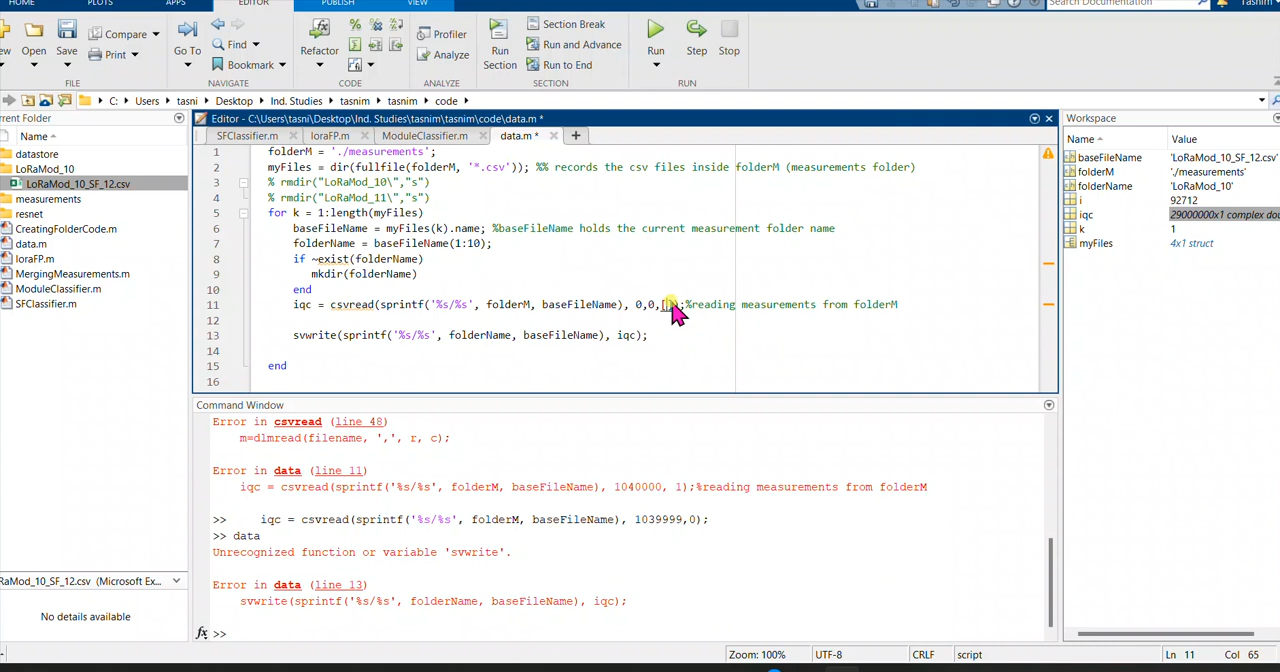 HOME PLOTS APPS EDITOR PUBLISH VIEW
Search Documentation
Tasnim
Open Save Compare Print Go To Find Bookmark Refactor Profiler Analyze Run Section Section Break Run and Advance Run to End Run Step Stop
FILE NAVIGATE CODE ANALYZE SECTION RUN
C: Users tasni Desktop Ind. Studies tasnim tasnim code
rent Folder
Name
datastore
LoRaMod_10
LoRaMod_10_SF_12.csv
measurements
resnet
CreatingFolderCode.m
data.m
loraFP.m
MergingMeasurements.m
ModuleClassifier.m
SFClassifier.m
RaMod_10_SF_12.csv (Microsoft Ex...
No details available
Editor - C:\Users\tasni\Desktop\Ind. Studies\tasnim\tasnim\code\data.m *
SFClassifier.m loraFP.m ModuleClassifier.m data.m *
1 folderM = './measurements';
2 myFiles = dir(fullfile(folderM, '*.csv')); %% records the csv files inside folderM (measurements folder)
3 % rmdir("LoRaMod_10\","s")
4 % rmdir("LoRaMod_11\","s")
5 for k = 1:length(myFiles)
6 baseFileName = myFiles(k).name; %baseFileName holds the current measurement folder name
7 folderName = baseFileName(1:10);
8 if ~exist(folderName)
9 mkdir(folderName)
10 end
11 iqc = csvread(sprintf('%s/%s', folderM, baseFileName), 0,0,[]);%reading measurements from folderM
12
13 svwrite(sprintf('%s/%s', folderName, baseFileName), iqc);
14
15 end
16
Command Window
Error in csvread (line 48)
m=dlmread(filename, ',', r, c);
Error in data (line 11)
iqc = csvread(sprintf('%s/%s', folderM, baseFileName), 1040000, 1);%reading measurements from folderM
>> iqc = csvread(sprintf('%s/%s', folderM, baseFileName), 1039999,0);
>> data
Unrecognized function or variable 'svwrite'.
Error in data (line 13)
svwrite(sprintf('%s/%s', folderName, baseFileName), iqc);
fx >>
Workspace
Name Value
baseFileName 'LoRaMod_10_SF_12.csv'
folderM './measurements'
folderName 'LoRaMod_10'
i 92712
iqc 29000000x1 complex dou
k 1
myFiles 4x1 struct
Zoom: 100% UTF-8 CRLF script Ln 11 Col 65